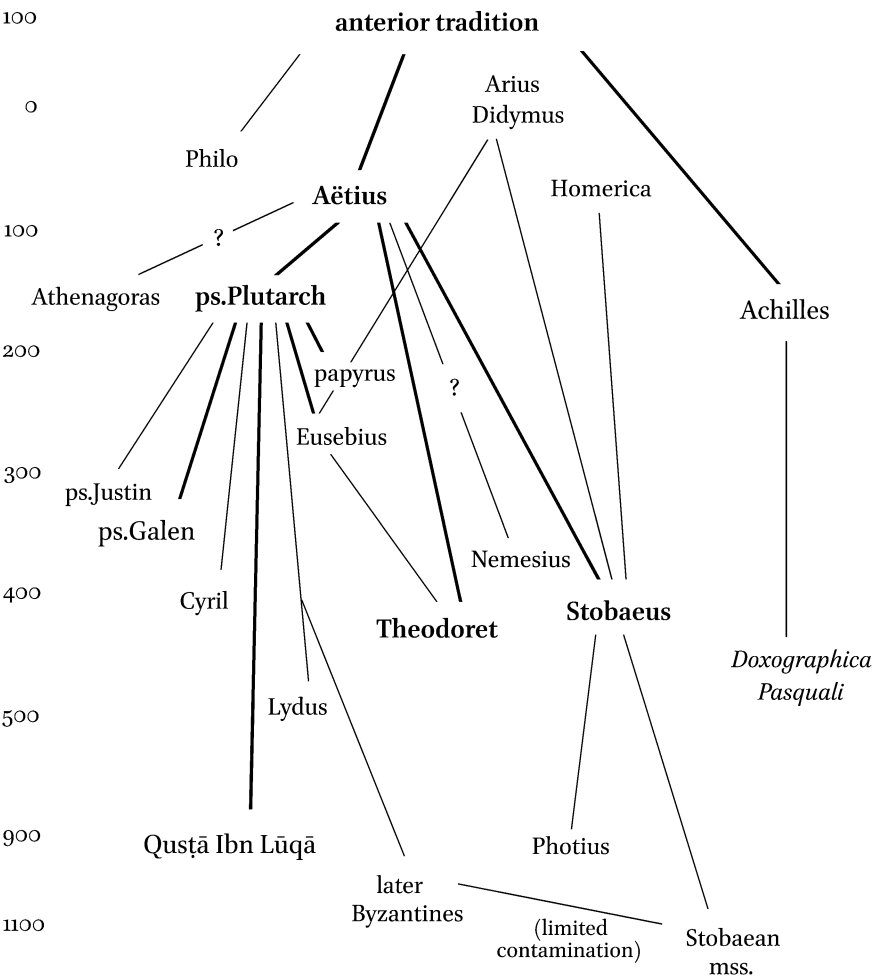 100
anterior tradition
Arius
Didymus
0
Philo
Homerica
Aëtius
100
?
Athenagoras
ps.Plutarch
Achilles
200
papyrus
?
Eusebius
300
ps.Justin
ps.Galen
Nemesius
400
Cyril
Stobaeus
Theodoret
Doxographica
Pasquali
Lydus
500
900
Qusṭā Ibn Lūqā
Photius
later
Byzantines
1100
(limited
contamination)
Stobaean
mss.